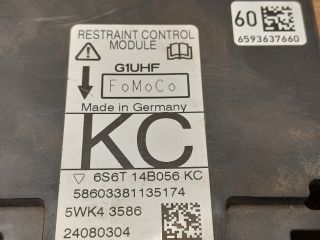 RESTRAINT CONTROL
MODULE
G1UHF
FoMoCo
Made in Germany
KC
6S6T 14B056 KC
58603381135174
5WK4 3586
24080304
60
6593637660